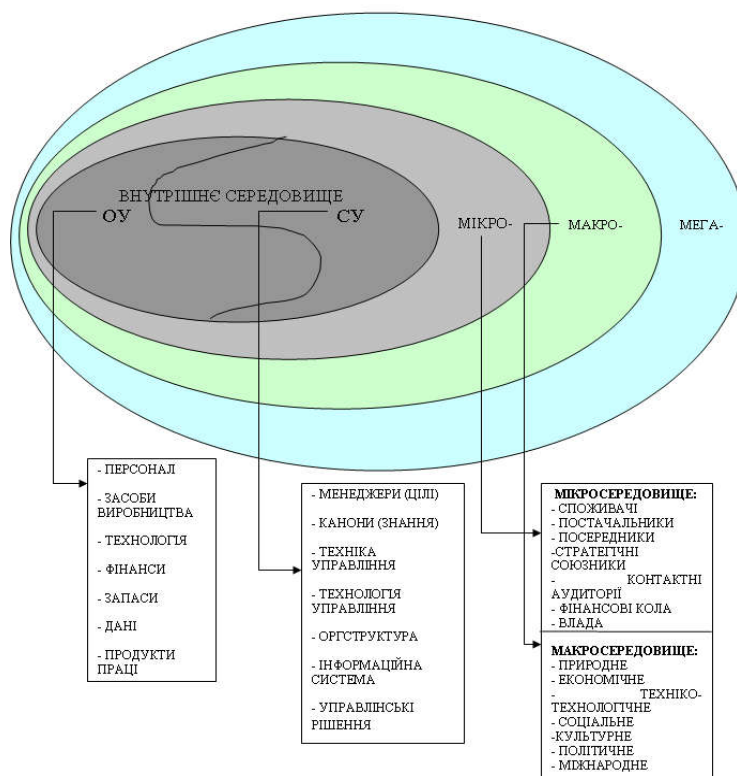 ВНУТРІШНЄ СЕРЕДОВИЩЕ
ОУ
СУ
МІКРО-
МАКРО-
МЕГА-
- ПЕРСОНАЛ
- ЗАСОБИ
ВИРОБНИЦТВА
- ТЕХНОЛОГІЯ
- ФІНАНСИ
- ЗАПАСИ
- ДАНІ
- ПРОДУКТИ
ПРАЦІ
- МЕНЕДЖЕРИ (ЦІЛІ)
- КАНОНИ (ЗНАННЯ)
- ТЕХНІКА
УПРАВЛІННЯ
- ТЕХНОЛОГІЯ
УПРАВЛІННЯ
- ОРГСТРУКТУРА
- ІНФОРМАЦІЙНА
СИСТЕМА
- УПРАВЛІНСЬКІ
РІШЕННЯ
МІКРОСЕРЕДОВИЩЕ:
- СПОЖИВАЧІ
- ПОСТАЧАЛЬНИКИ
- ПОСЕРЕДНИКИ
-СТРАТЕГІЧНІ
СОЮЗНИКИ
- КОНТАКТНІ
АУДИТОРІЇ
- ФІНАНСОВІ КОЛА
- ВЛАДА
МАКРОСЕРЕДОВИЩЕ:
- ПРИРОДНЕ
- ЕКОНОМІЧНЕ
- ТЕХНІКО-
ТЕХНОЛОГІЧНЕ
- СОЦІАЛЬНЕ
-КУЛЬТУРНЕ
- ПОЛІТИЧНЕ
- МІЖНАРОДНЕ